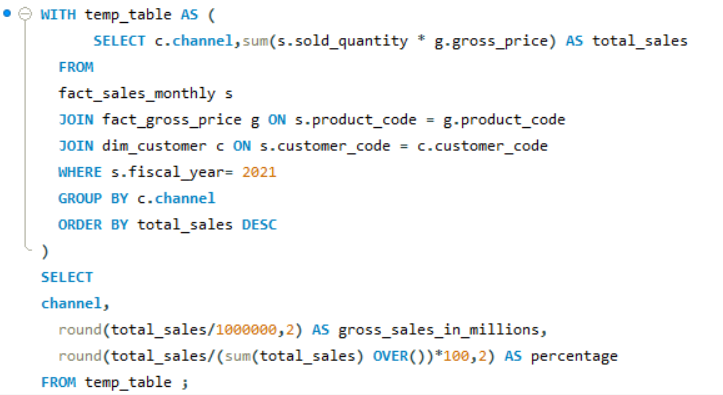 WITH temp_table AS (
SELECT c.channel,sum(s.sold_quantity * g.gross_price) AS total_sales
FROM
fact_sales_monthly s
JOIN fact_gross_price g ON s.product_code = g.product_code
JOIN dim_customer c ON s.customer_code = c.customer_code
WHERE s.fiscal_year= 2021
GROUP BY c.channel
ORDER BY total_sales DESC
)
SELECT
channel,
round(total_sales/1000000,2) AS gross_sales_in_millions,
round(total_sales/(sum(total_sales) OVER())*100,2) AS percentage
FROM temp_table ;